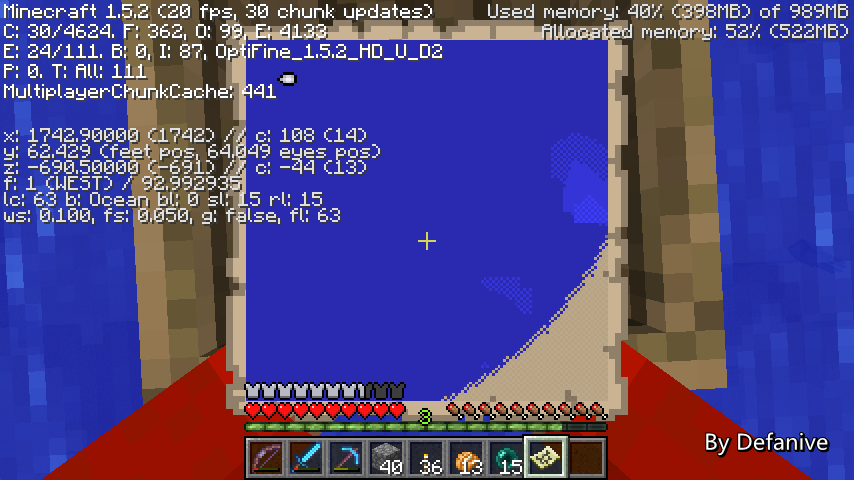 Minecraft 1.5.2 (20 fps, 30 chunk updates)
Used memory: 40% (398MB) of 989MB
C: 30/4624, F: 362, O: 99, E: 4133
Allocated memory: 52% (522MB)
E: 24/111, B: 0, I: 87, OptiFine_1.5.2_HD_U_D2
P: 0. T: All: 111
MultiplayerChunkCache: 441
x: 1742.90000 (1742) // c: 108 (14)
y: 62.429 (feet pos, 64.049 eyes pos)
z: -690.50000 (-691) // c: -44 (13)
f: 1 (WEST) / 92.992935
lc: 63 b: Ocean bl: 0 sl: 15 rl: 15
ws: 0.100, fs: 0.050, g: false, fl: 63
8
40 36 13 15
By Defanive